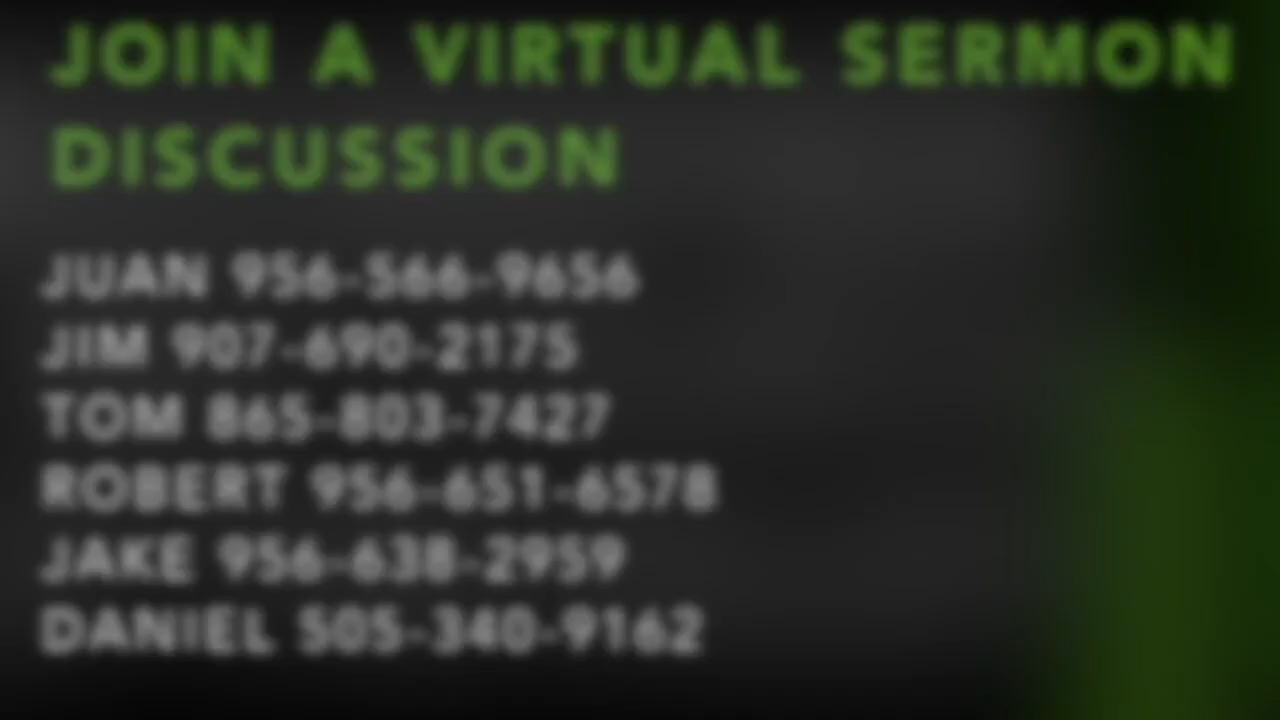 JOIN A VIRTUAL SERMON
DISCUSSION
JUAN 956-566-9656
JIM 907-690-2175
TOM 865-803-7427
ROBERT 956-651-6578
JAKE 956-638-2959
DANIEL 505-340-9162